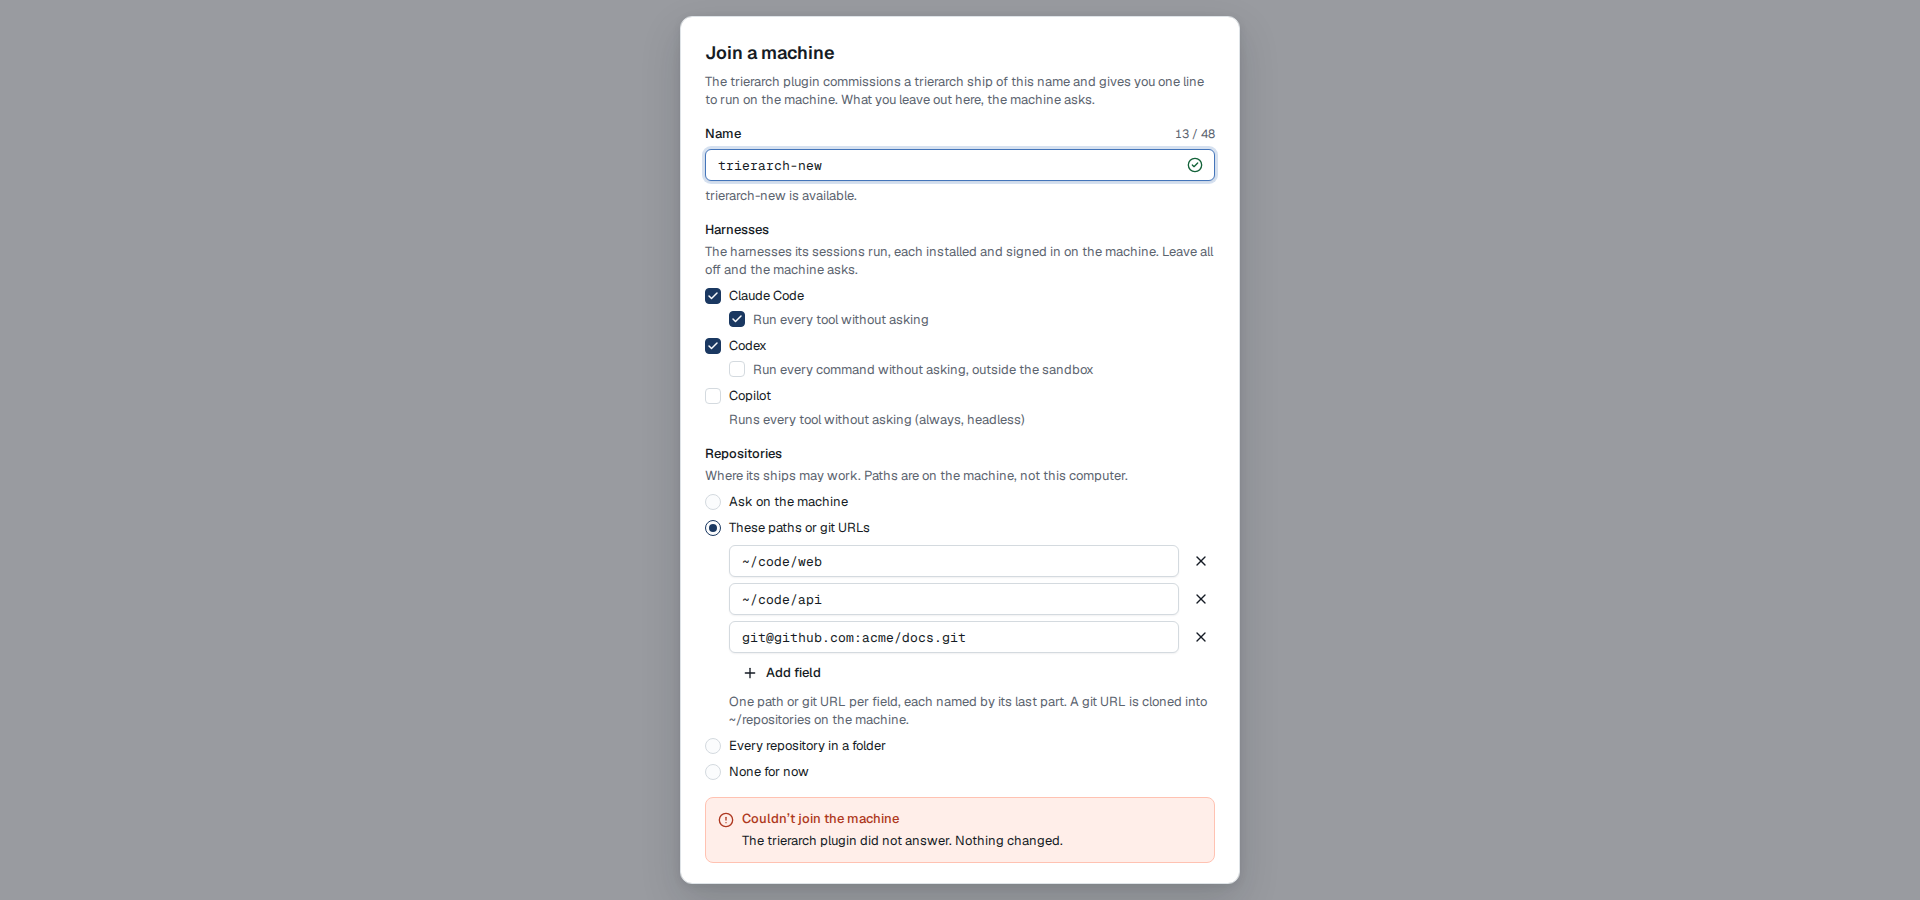 Join a machine
The trierarch plugin commissions a trierarch ship of this name and gives you one line
to run on the machine. What you leave out here, the machine asks.
Name 13 / 48
trierarch-new
trierarch-new is available.
Harnesses
The harnesses its sessions run, each installed and signed in on the machine. Leave all
off and the machine asks.
Claude Code
Run every tool without asking
Codex
Run every command without asking, outside the sandbox
Copilot
Runs every tool without asking (always, headless)
Repositories
Where its ships may work. Paths are on the machine, not this computer.
Ask on the machine
These paths or git URLs
~/code/web
~/code/api
git@github.com:acme/docs.git
Add field
One path or git URL per field, each named by its last part. A git URL is cloned into
~/repositories on the machine.
Every repository in a folder
None for now
Couldn’t join the machine
The trierarch plugin did not answer. Nothing changed.